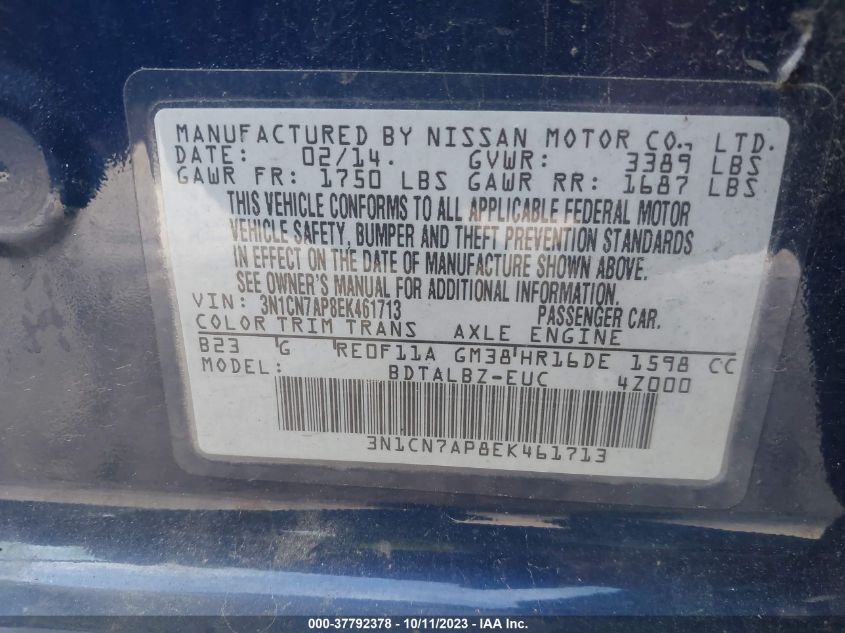 MANUFACTURED BY NISSAN MOTOR CO., LTD.
DATE: 02/14. GVWR: 3389 LBS
GAWR FR: 1750 LBS GAWR RR: 1687 LBS
THIS VEHICLE CONFORMS TO ALL APPLICABLE FEDERAL MOTOR
VEHICLE SAFETY, BUMPER AND THEFT PREVENTION STANDARDS
IN EFFECT ON THE DATE OF MANUFACTURE SHOWN ABOVE.
SEE OWNER'S MANUAL FOR ADDITIONAL INFORMATION.
VIN: 3N1CN7AP8EK461713 PASSENGER CAR.
COLOR TRIM TRANS AXLE ENGINE
B23 G RE0F11A GM38 HR16DE 1598 CC
MODEL: BDTALBZ-EUC 4Z000
3N1CN7AP8EK461713
000-37792378 - 10/11/2023 - IAA Inc.